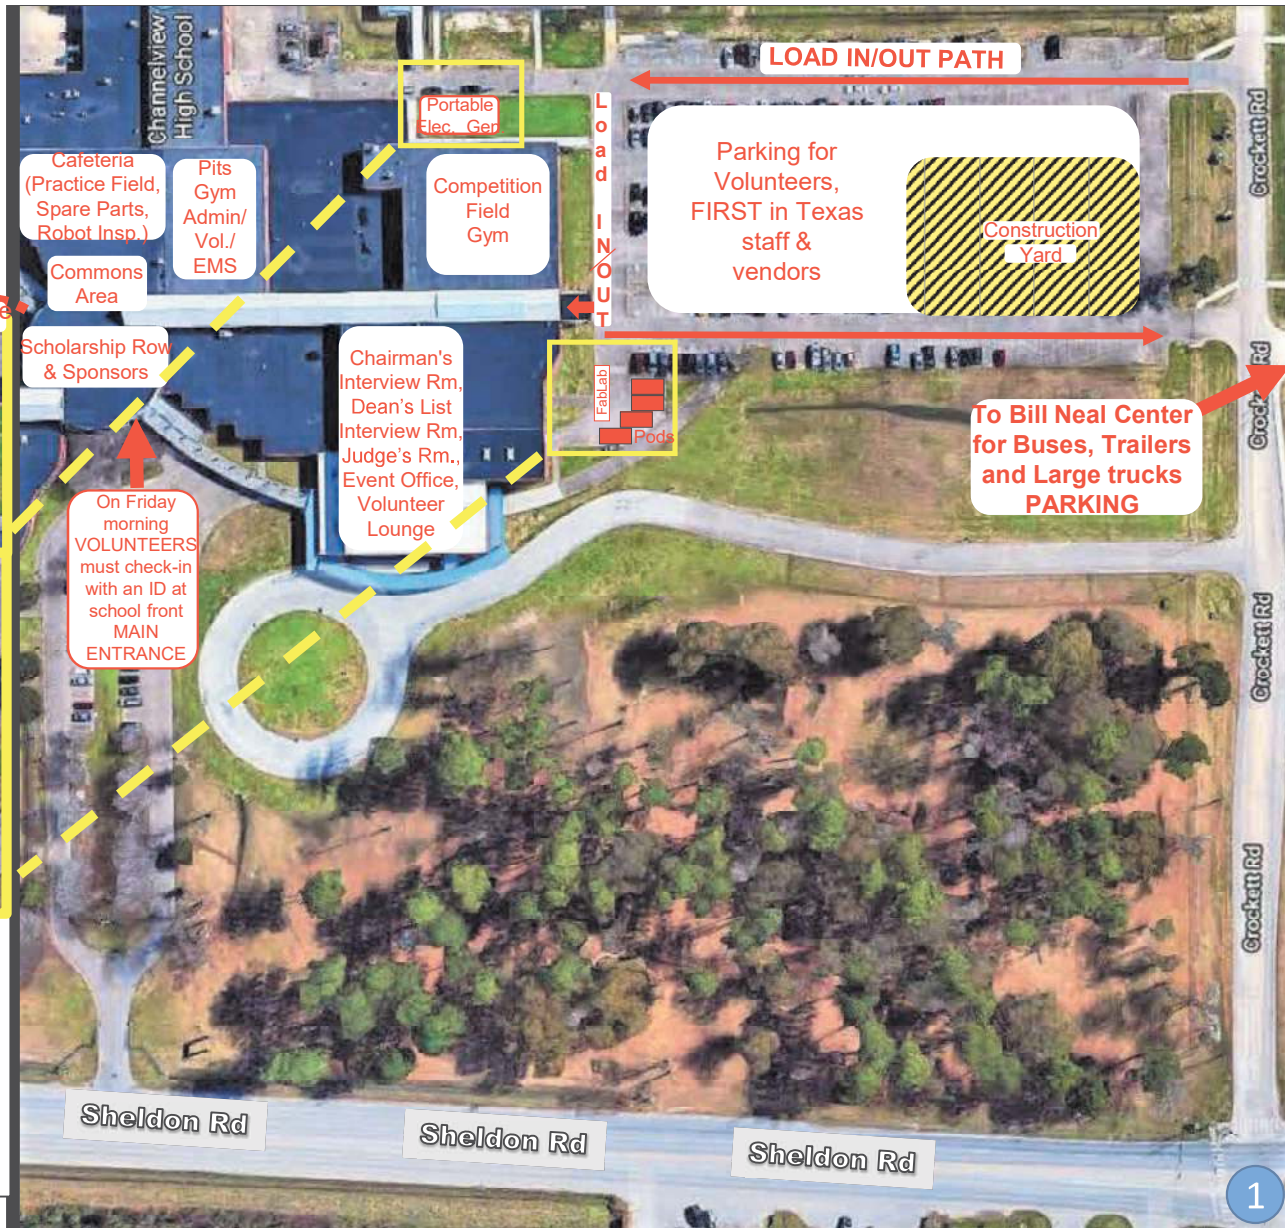 Channelview
High School
LOAD IN/OUT PATH
Crockett Rd
Portable
Elec. Gen
Load IN/OUT
Cafeteria
(Practice Field,
Spare Parts,
Robot Insp.)
Pits
Gym
Admin/
Vol./
EMS
Competition
Field
Gym
Parking for
Volunteers,
FIRST in Texas
staff &
vendors
Construction
Yard
Commons
Area
Scholarship Row
& Sponsors
Chairman's
Interview Rm,
Dean's List
Interview Rm,
Judge's Rm.,
Event Office,
Volunteer
Lounge
FabLab
Pods
Crockett Rd
To Bill Neal Center
for Buses, Trailers
and Large trucks
PARKING
On Friday
morning
VOLUNTEERS
must check-in
with an ID at
school front
MAIN
ENTRANCE
Crockett Rd
Crockett Rd
Sheldon Rd
Sheldon Rd
Sheldon Rd
1